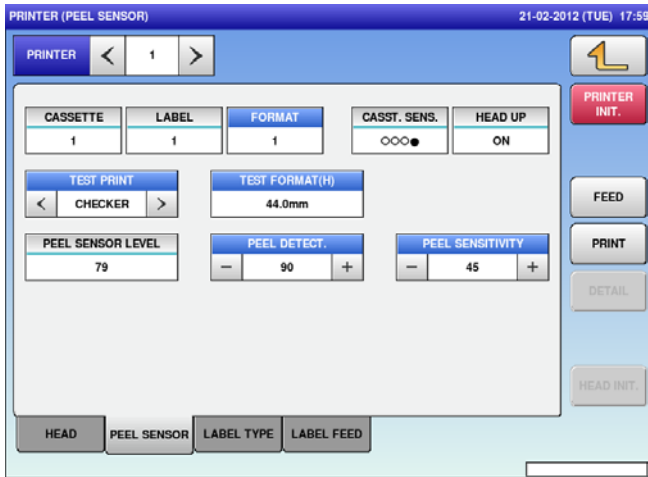 PRINTER (PEEL SENSOR) 21-02-2012 (TUE) 17:59
PRINTER < 1 >
PRINTER INIT.
CASSETTE LABEL FORMAT CASST. SENS. HEAD UP
1 1 1 ○○○● ON
TEST PRINT TEST FORMAT(H)
< CHECKER > 44.0mm
FEED
PEEL SENSOR LEVEL PEEL DETECT. PEEL SENSITIVITY
79 − 90 + − 45 +
PRINT
DETAIL
HEAD INIT.
HEAD PEEL SENSOR LABEL TYPE LABEL FEED